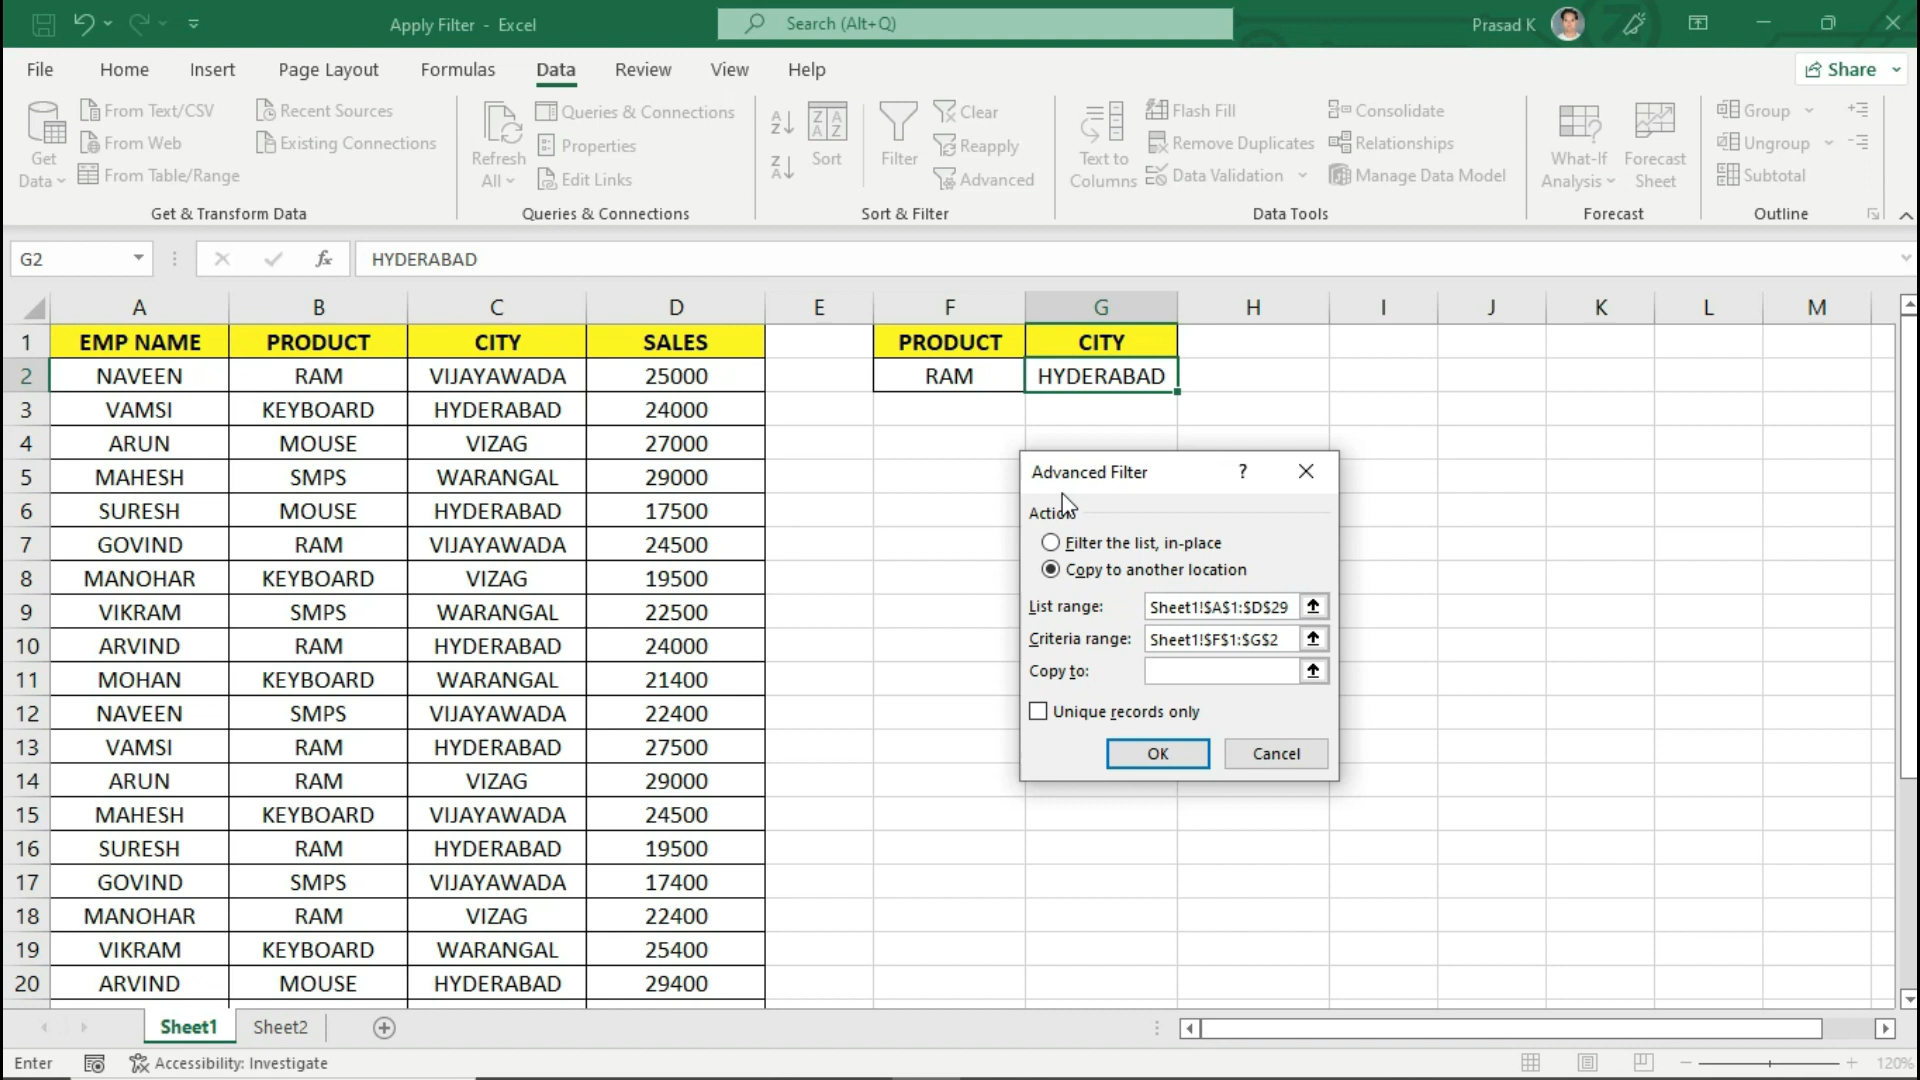 Apply Filter - Excel
Search (Alt+Q)
Prasad K
File Home Insert Page Layout Formulas Data Review View Help
Share
Get Data
From Text/CSV
From Web
From Table/Range
Recent Sources
Existing Connections
Get & Transform Data
Refresh All
Queries & Connections
Properties
Edit Links
Queries & Connections
Sort
Filter
Clear
Reapply
Advanced
Sort & Filter
Text to Columns
Flash Fill
Remove Duplicates
Data Validation
Consolidate
Relationships
Manage Data Model
Data Tools
What-If Analysis
Forecast Sheet
Forecast
Group
Ungroup
Subtotal
Outline
G2 fx HYDERABAD
A B C D E F G H I J K L M
1 EMP NAME PRODUCT CITY SALES PRODUCT CITY
2 NAVEEN RAM VIJAYAWADA 25000 RAM HYDERABAD
3 VAMSI KEYBOARD HYDERABAD 24000
4 ARUN MOUSE VIZAG 27000
5 MAHESH SMPS WARANGAL 29000
6 SURESH MOUSE HYDERABAD 17500
7 GOVIND RAM VIJAYAWADA 24500
8 MANOHAR KEYBOARD VIZAG 19500
9 VIKRAM SMPS WARANGAL 22500
10 ARVIND RAM HYDERABAD 24000
11 MOHAN KEYBOARD WARANGAL 21400
12 NAVEEN SMPS VIJAYAWADA 22400
13 VAMSI RAM HYDERABAD 27500
14 ARUN RAM VIZAG 29000
15 MAHESH KEYBOARD VIJAYAWADA 24500
16 SURESH RAM HYDERABAD 19500
17 GOVIND SMPS VIJAYAWADA 17400
18 MANOHAR RAM VIZAG 22400
19 VIKRAM KEYBOARD WARANGAL 25400
20 ARVIND MOUSE HYDERABAD 29400
Advanced Filter ?
Action
Filter the list, in-place
Copy to another location
List range: Sheet1!$A$1:$D$29
Criteria range: Sheet1!$F$1:$G$2
Copy to:
Unique records only
OK Cancel
Sheet1 Sheet2
Enter Accessibility: Investigate 120%